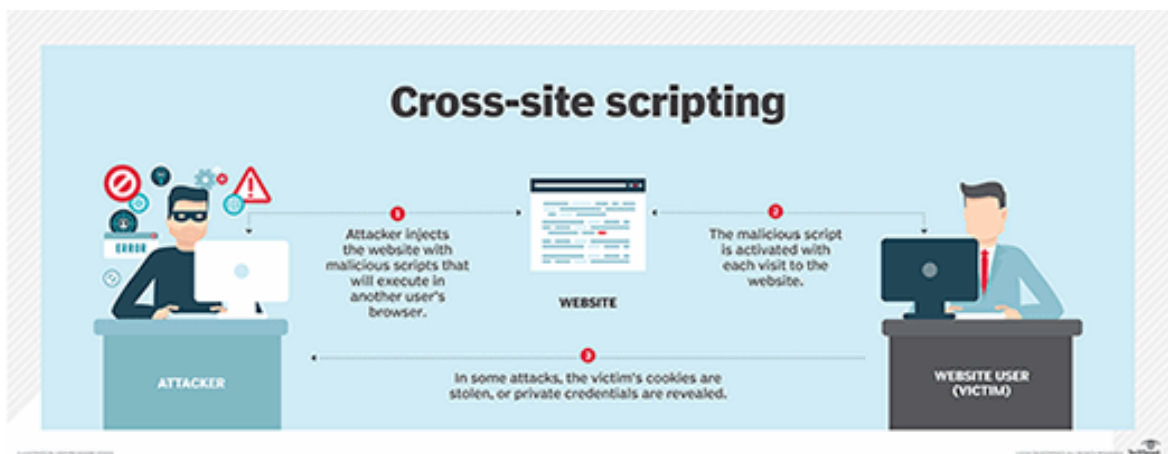 Cross-site scripting
ERROR
1
Attacker injects
the website with
malicious scripts that
will execute in
another user's
browser.
WEBSITE
2
The malicious script
is activated with
each visit to the
website.
ATTACKER
3
In some attacks, the victim's cookies are
stolen, or private credentials are revealed.
WEBSITE USER
(VICTIM)